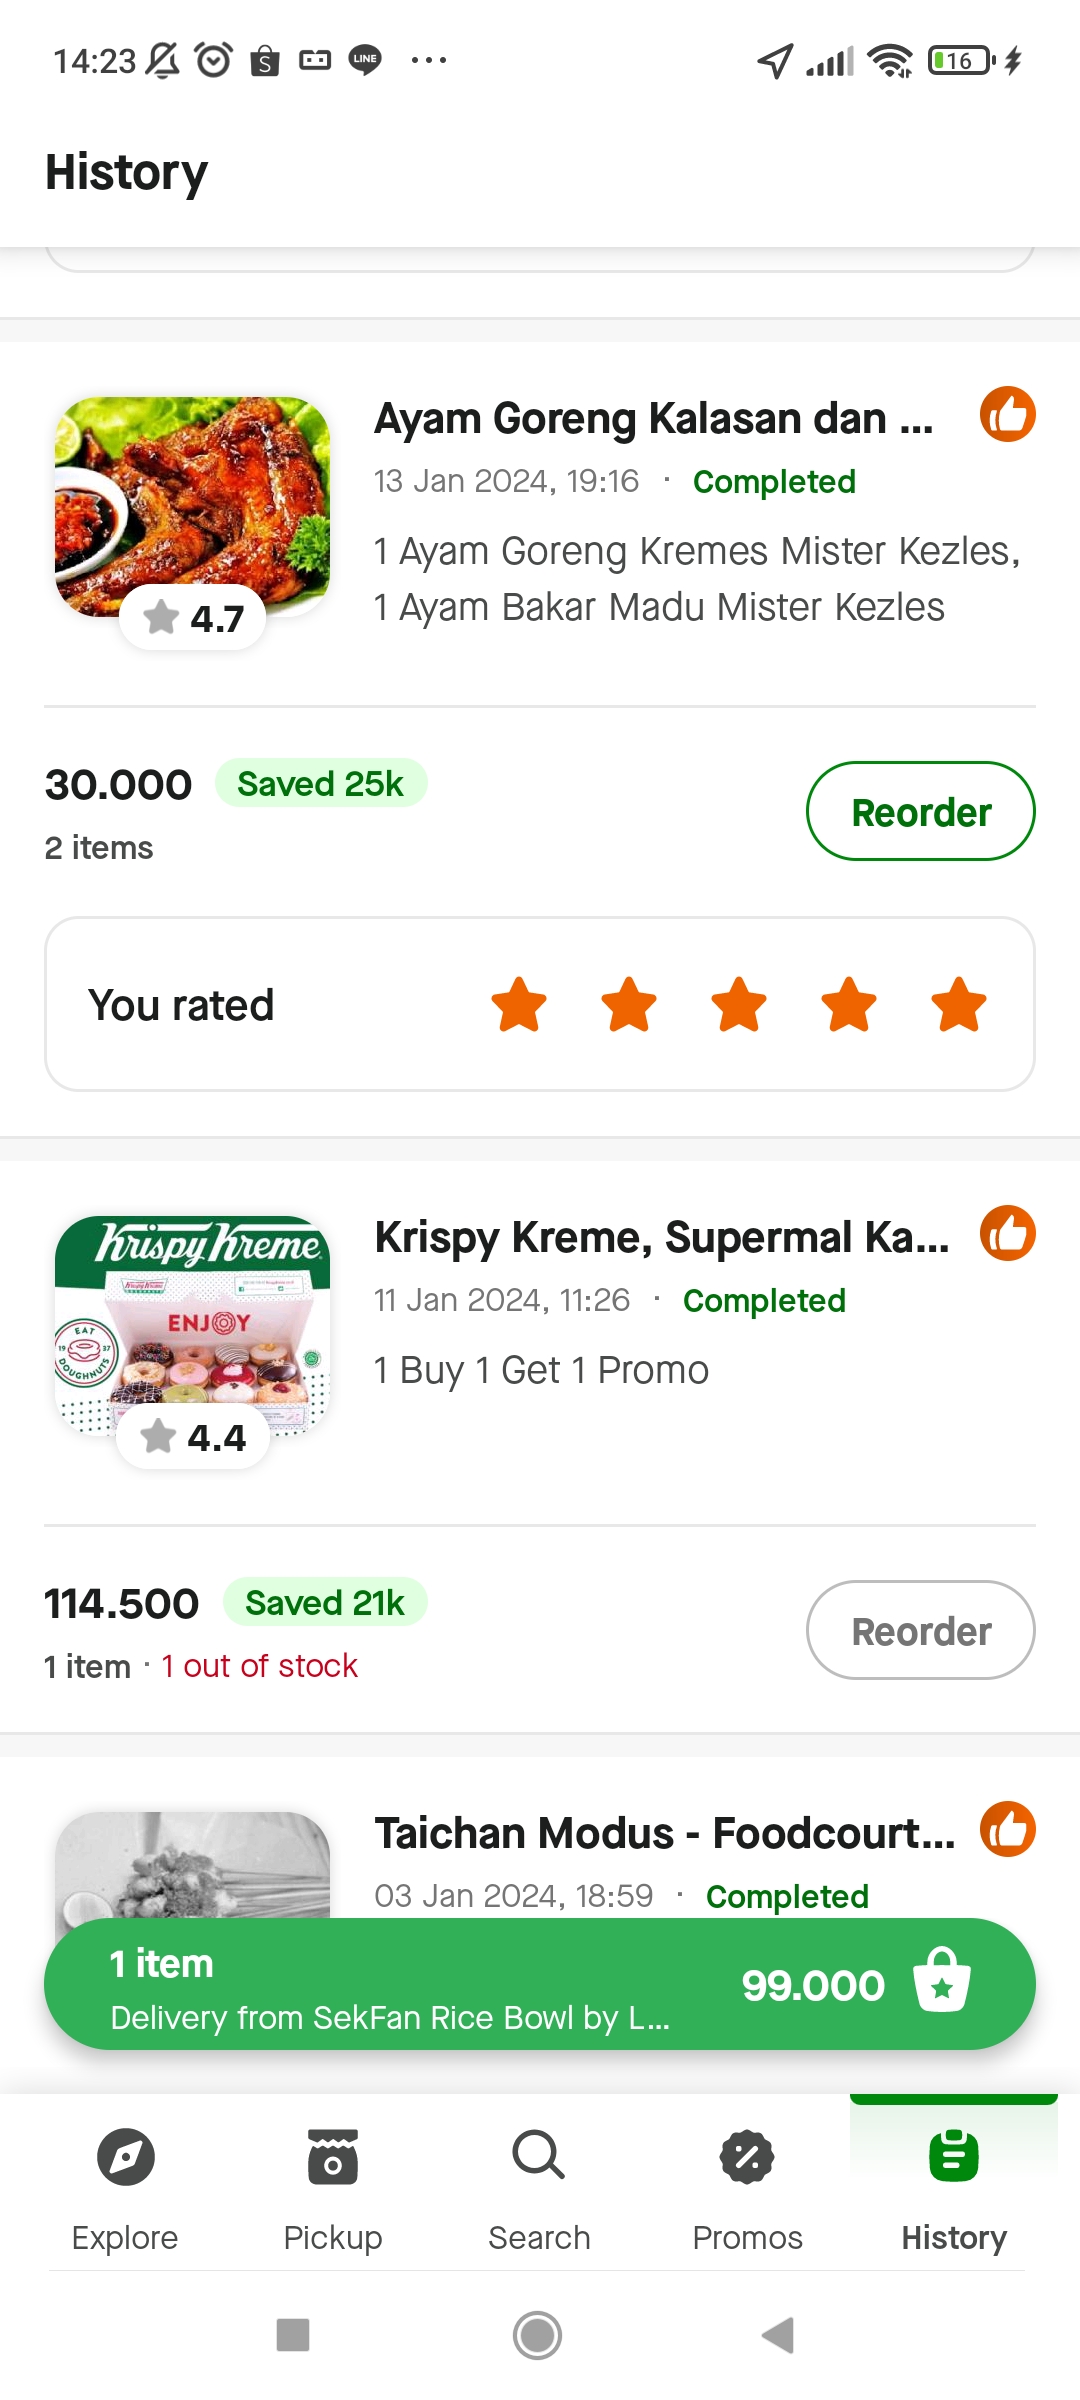 14:23
LINE
16
History
Ayam Goreng Kalasan dan ...
13 Jan 2024, 19:16 · Completed
1 Ayam Goreng Kremes Mister Kezles,
1 Ayam Bakar Madu Mister Kezles
4.7
30.000 Saved 25k
2 items
Reorder
You rated
Krispy Kreme
ENJOY
EAT
19 37
DOUGHNUTS
Krispy Kreme, Supermal Ka...
11 Jan 2024, 11:26 · Completed
1 Buy 1 Get 1 Promo
4.4
114.500 Saved 21k
1 item · 1 out of stock
Reorder
Taichan Modus - Foodcourt...
03 Jan 2024, 18:59 · Completed
1 item
Delivery from SekFan Rice Bowl by L...
99.000
Explore
Pickup
Search
Promos
History